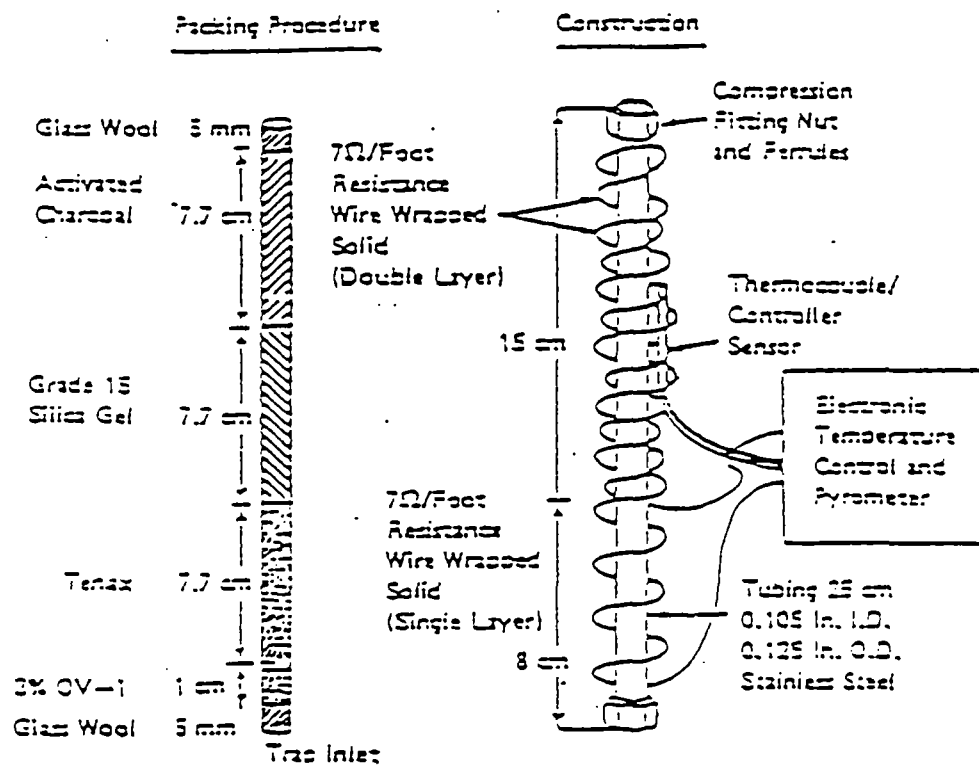 Packing Procedure
Construction
Glass Wool 5 mm
Activated
Charcoal 7.7 cm
Grade 15
Silica Gel 7.7 cm
Tenax 7.7 cm
3% OV-1 1 cm
Glass Wool 5 mm
Trap Inlet
7Ω/Foot
Resistance
Wire Wrapped
Solid
(Double Layer)
15 cm
7Ω/Foot
Resistance
Wire Wrapped
Solid
(Single Layer)
8 cm
Compression
Fitting Nut
and Ferrules
Thermocouple/
Controller
Sensor
Electronic
Temperature
Control and
Pyrometer
Tubing 25 cm
0.105 In. I.D.
0.125 In. O.D.
Stainless Steel